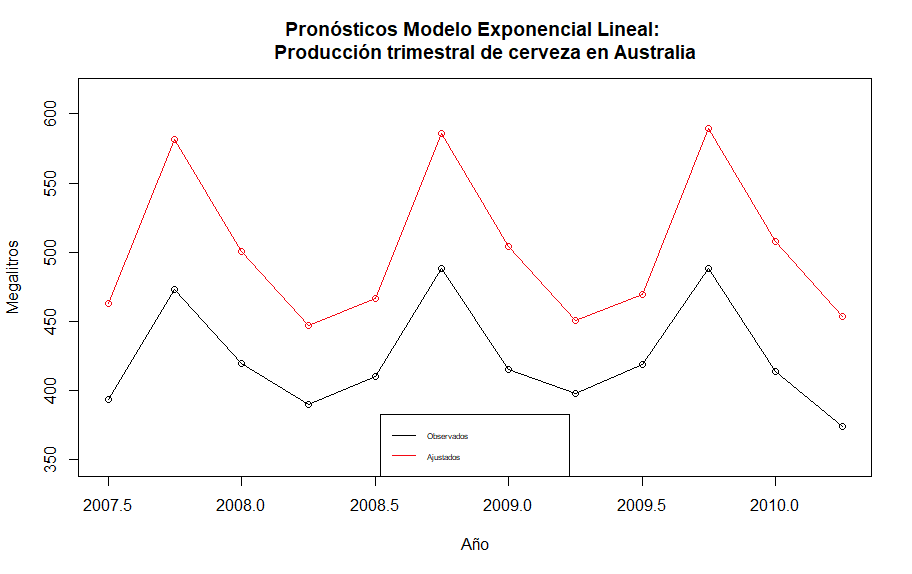 Pronósticos Modelo Exponencial Lineal:
Producción trimestral de cerveza en Australia
600
550
500
450
400
350
Megalitros
Observados
Ajustados
2007.5 2008.0 2008.5 2009.0 2009.5 2010.0
Año